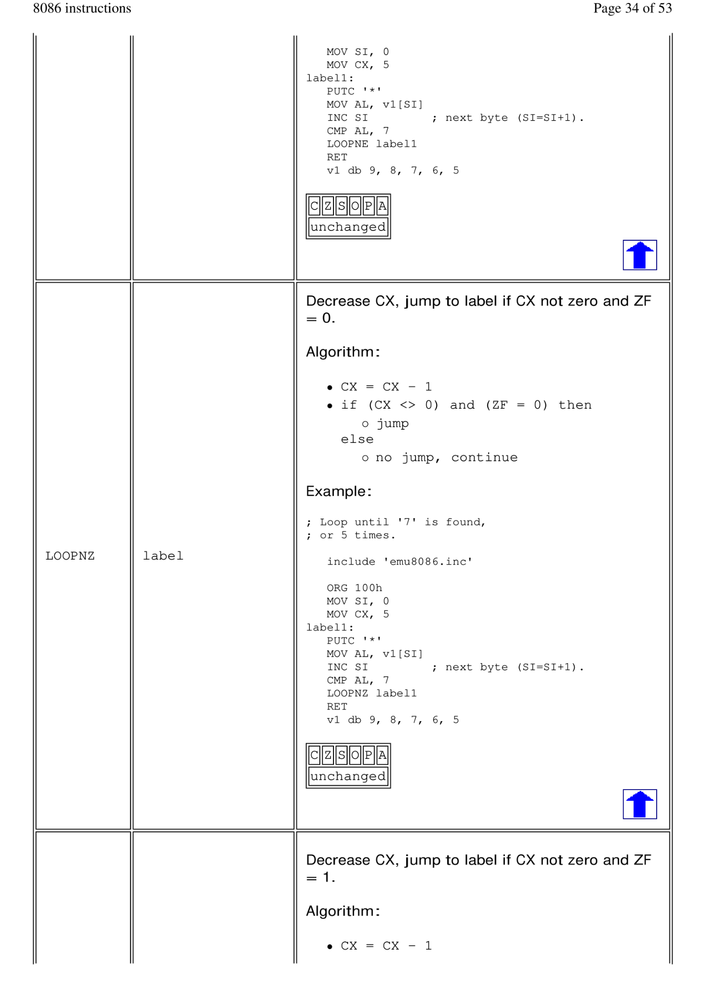 8086 instructions Page 34 of 53
MOV SI, 0
MOV CX, 5
label1:
PUTC '*'
MOV AL, v1[SI]
INC SI ; next byte (SI=SI+1).
CMP AL, 7
LOOPNE label1
RET
v1 db 9, 8, 7, 6, 5
C Z S O P A
unchanged
LOOPNZ
label
Decrease CX, jump to label if CX not zero and ZF
= 0.
Algorithm:
• CX = CX - 1
• if (CX <> 0) and (ZF = 0) then
○ jump
else
○ no jump, continue
Example:
; Loop until '7' is found,
; or 5 times.
include 'emu8086.inc'
ORG 100h
MOV SI, 0
MOV CX, 5
label1:
PUTC '*'
MOV AL, v1[SI]
INC SI ; next byte (SI=SI+1).
CMP AL, 7
LOOPNZ label1
RET
v1 db 9, 8, 7, 6, 5
C Z S O P A
unchanged
Decrease CX, jump to label if CX not zero and ZF
= 1.
Algorithm:
• CX = CX - 1